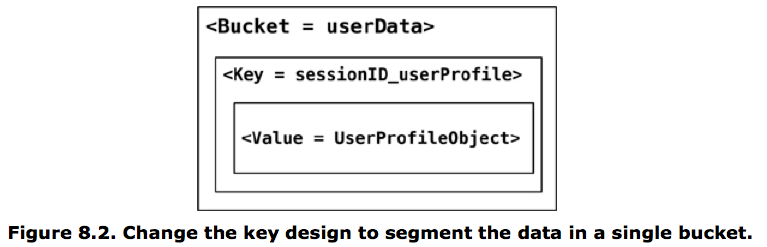 <Bucket = userData>
<Key = sessionID_userProfile>
<Value = UserProfileObject>
Figure 8.2. Change the key design to segment the data in a single bucket.